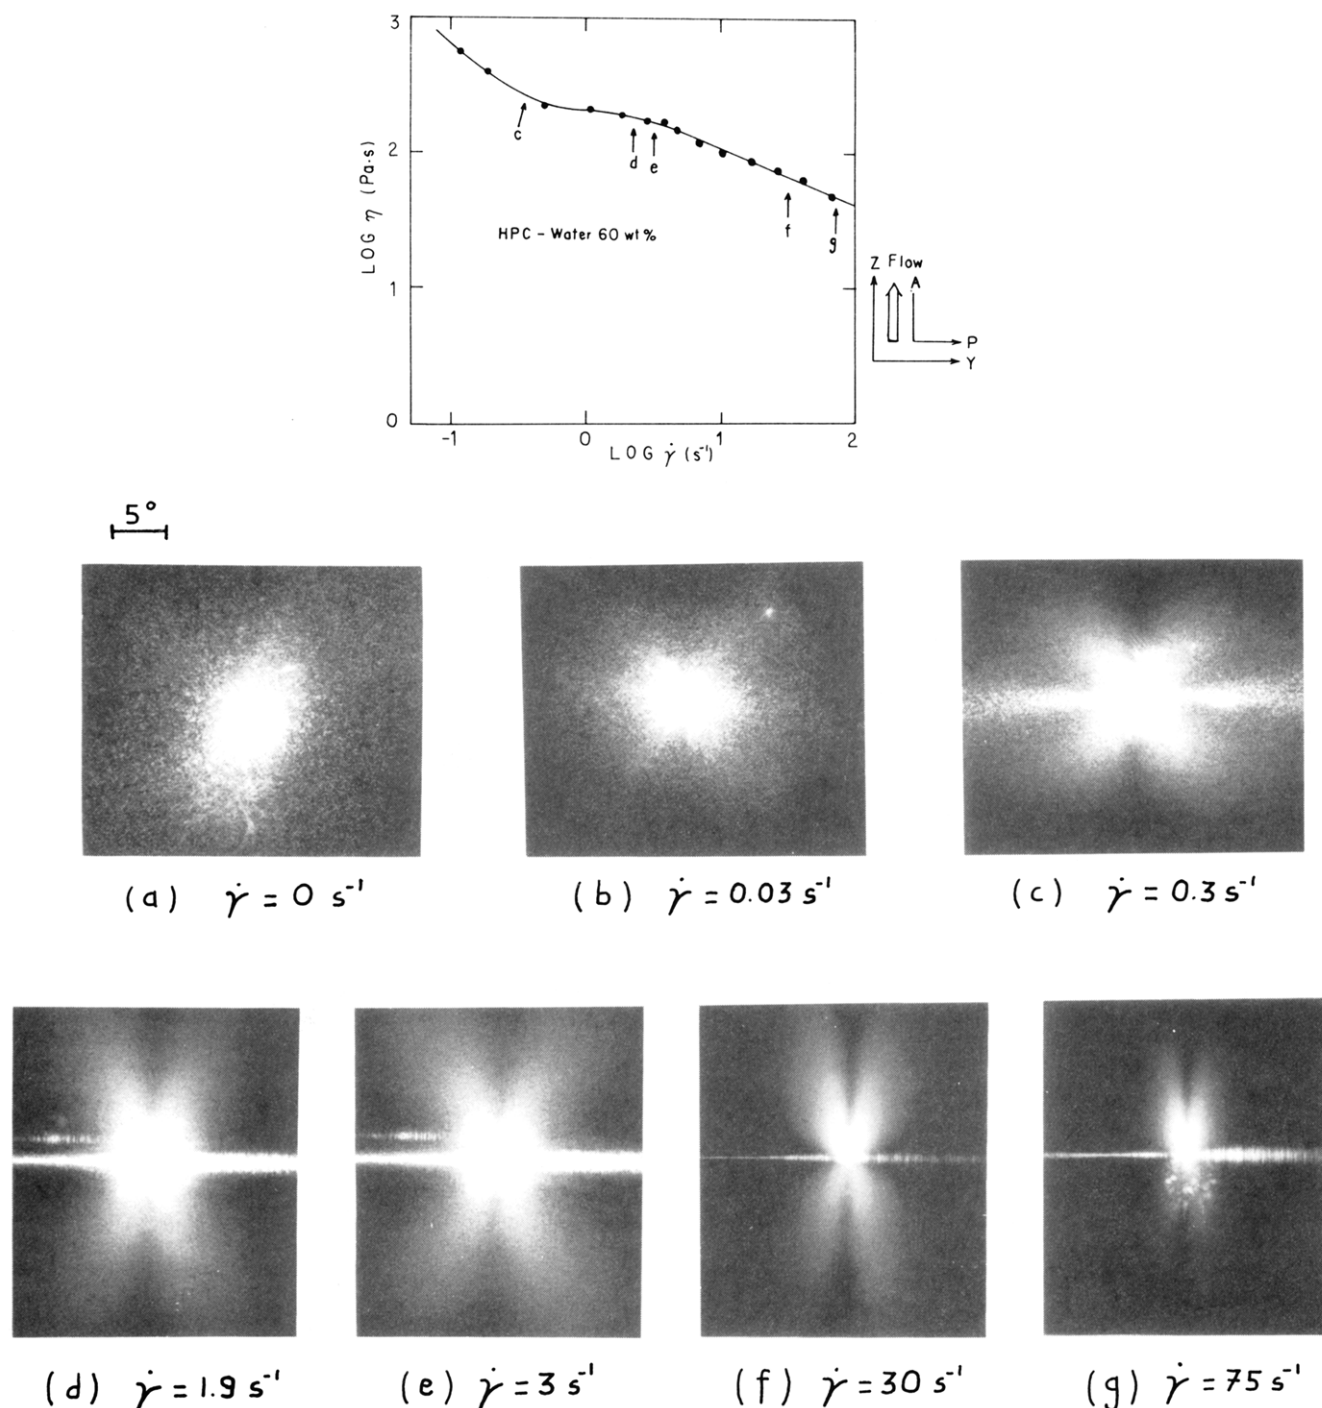 3
2
1
0
-1 0 1 2
LOG η (Pa·s)
LOG γ̇ (s⁻¹)
c
d e
f g
HPC – Water 60 wt %
Z Flow
A
P
Y
5°
(a) γ̇ = 0 s⁻¹
(b) γ̇ = 0.03 s⁻¹
(c) γ̇ = 0.3 s⁻¹
(d) γ̇ = 1.9 s⁻¹
(e) γ̇ = 3 s⁻¹
(f) γ̇ = 30 s⁻¹
(g) γ̇ = 75 s⁻¹